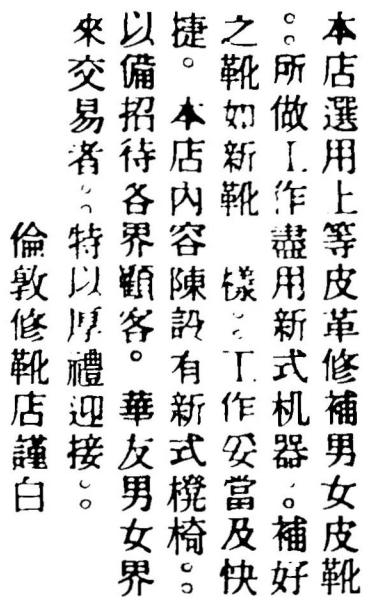 本店選用上等皮革修補男女皮靴
。所做工作盡用新式机器。補好
之靴如新靴 樣。工作妥當及快
捷。本店內容陳設有新式櫈椅。
以備招待各界顧客。華友男女界
來交易者。特以厚禮迎接。
倫敦修靴店謹白